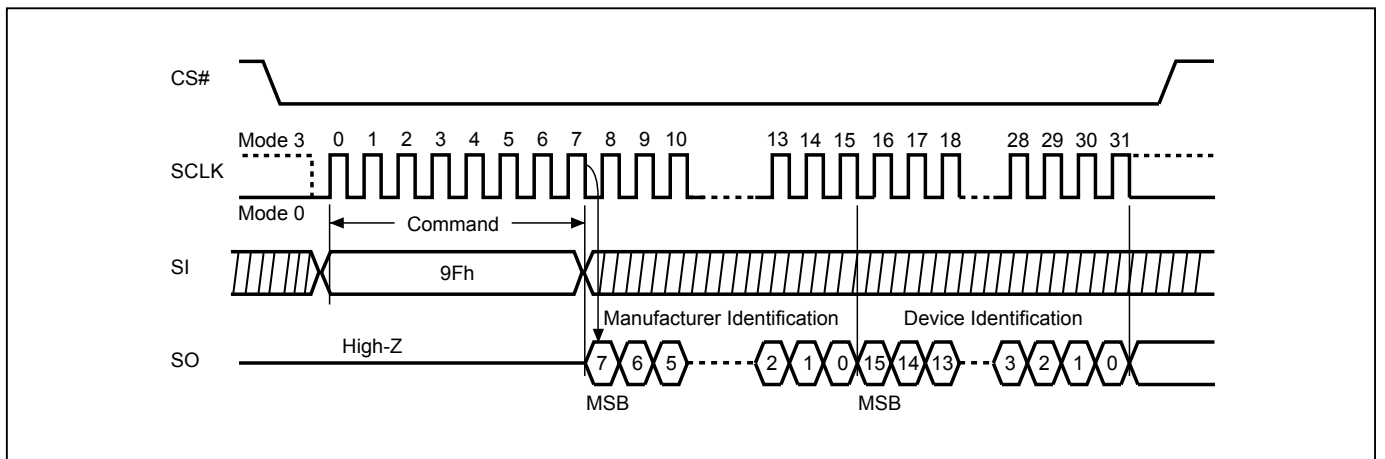 CS#
Mode 3
0 1 2 3 4 5 6 7 8 9 10 13 14 15 16 17 18 28 29 30 31
SCLK
Mode 0
Command
SI
9Fh
Manufacturer Identification Device Identification
High-Z
SO
7 6 5 2 1 0 15 14 13 3 2 1 0
MSB MSB